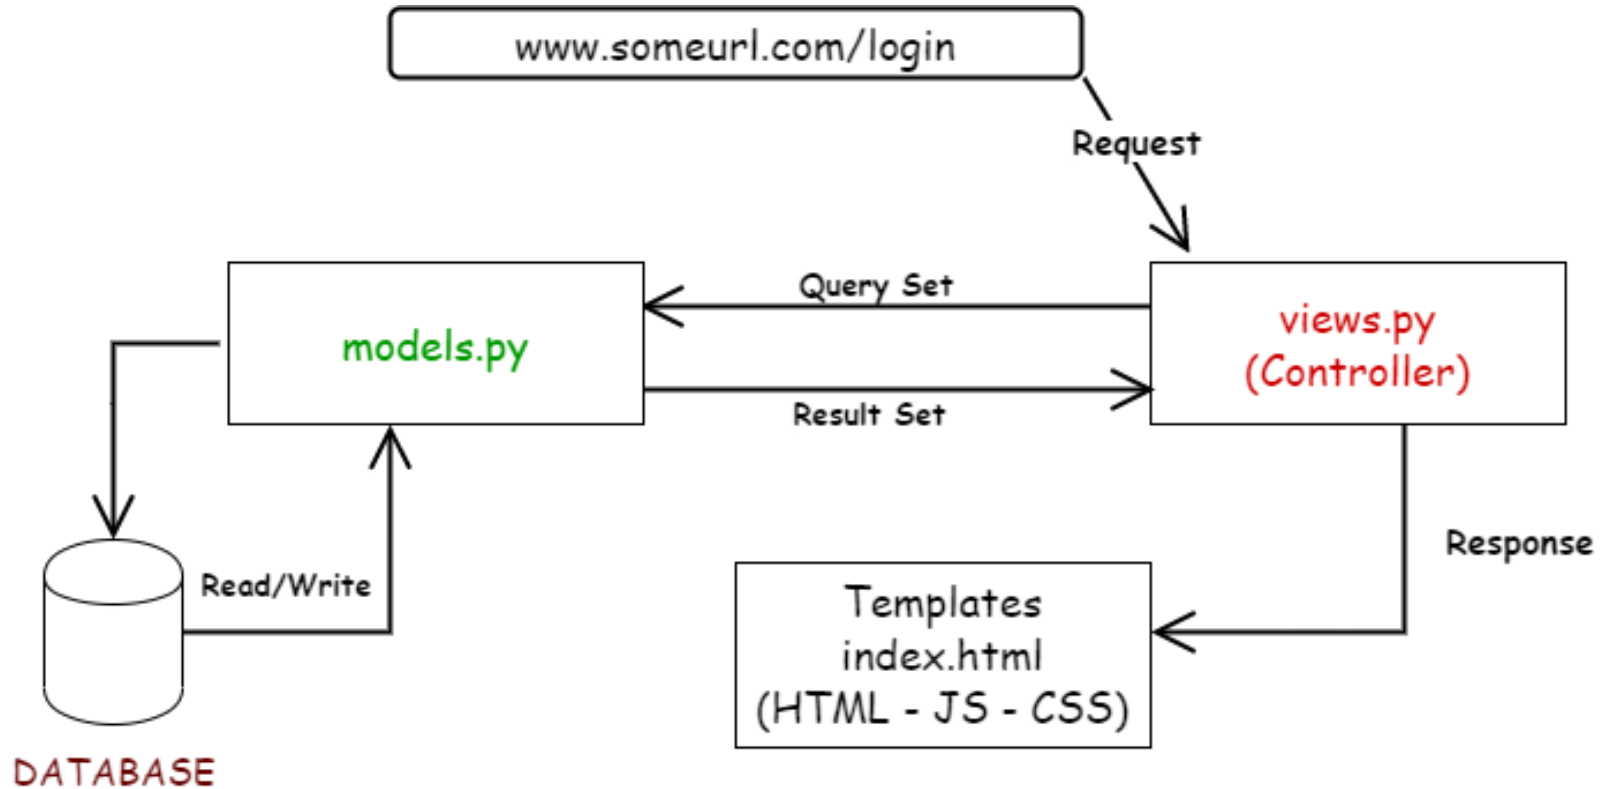 www.someurl.com/login
Request
Query Set
models.py
views.py
(Controller)
Result Set
Response
Read/Write
Templates
index.html
(HTML - JS - CSS)
DATABASE